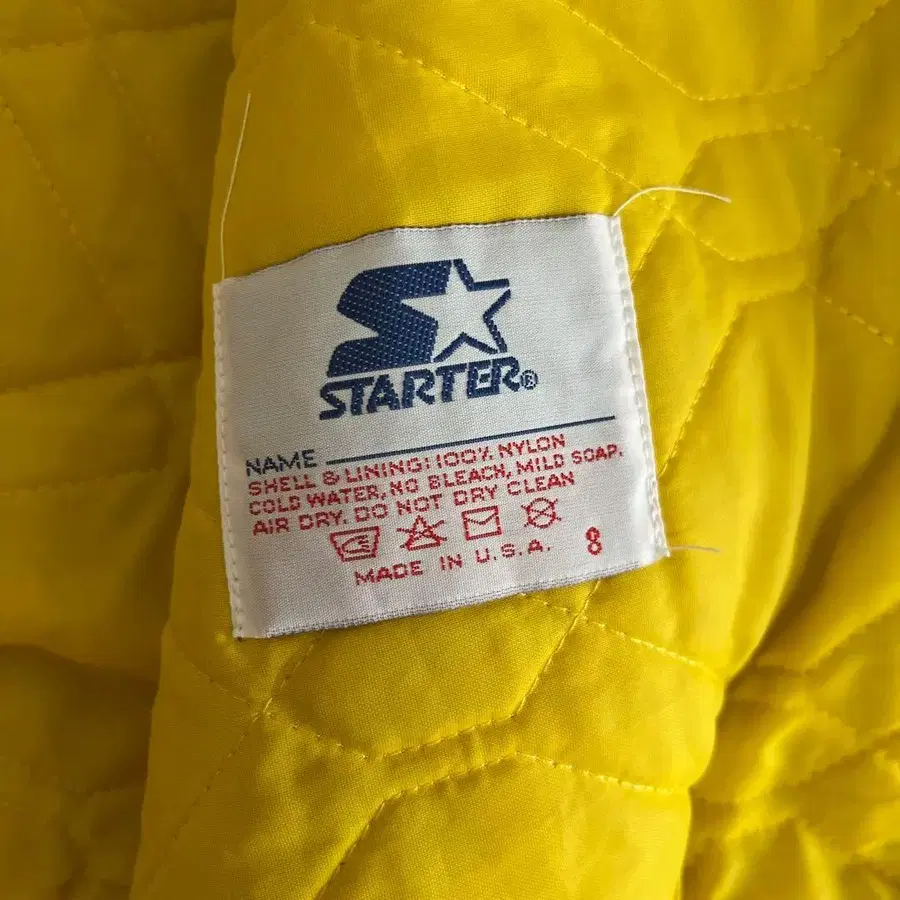 STARTER®
NAME
SHELL & LINING: 100% NYLON
COLD WATER, NO BLEACH, MILD SOAP.
AIR DRY. DO NOT DRY CLEAN
MADE IN U.S.A. 8